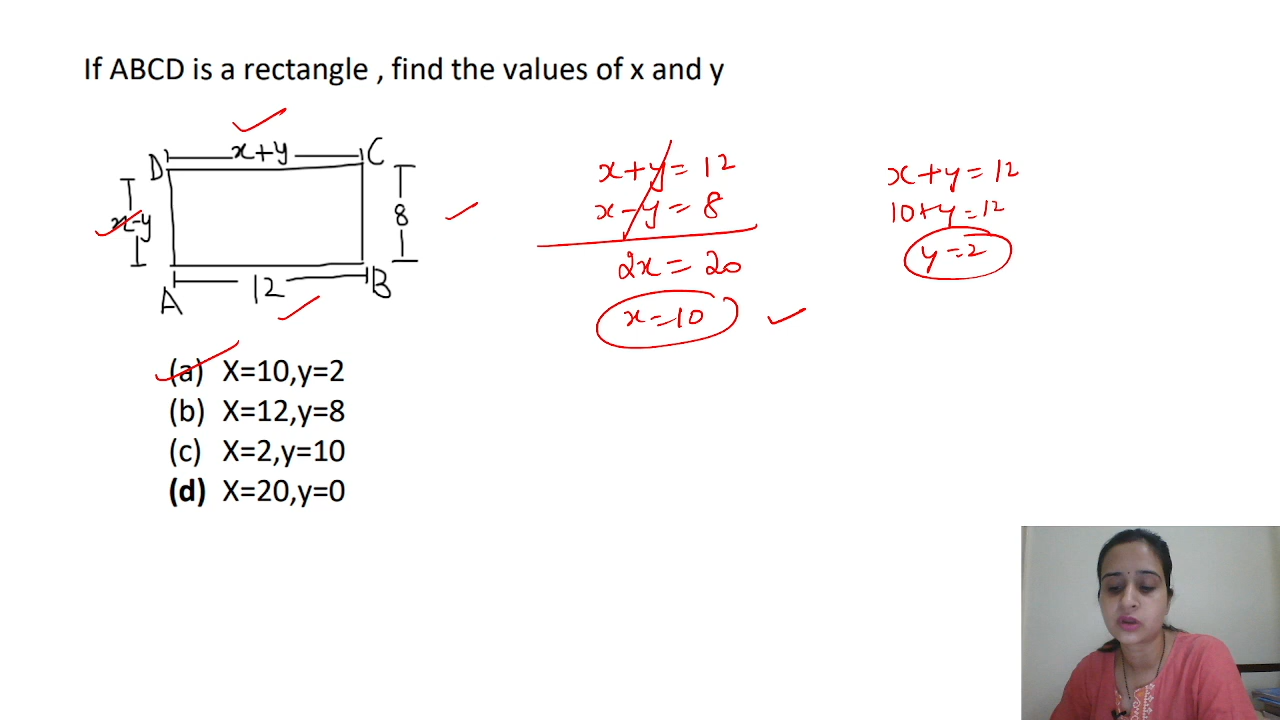 If ABCD is a rectangle , find the values of x and y
D x+y C
x-y
8
A 12 B
x+y=12
x-y=8
2x=20
x=10
x+y=12
10+y=12
y=2
(a) X=10,y=2
(b) X=12,y=8
(c) X=2,y=10
(d) X=20,y=0